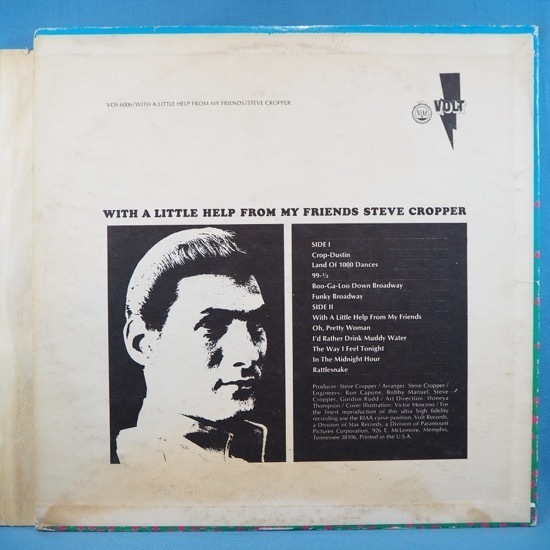 VOS 6006/WITH A LITTLE HELP FROM MY FRIENDS/STEVE CROPPER
VOLT
WITH A LITTLE HELP FROM MY FRIENDS STEVE CROPPER
SIDE I
Crop-Dustin
Land Of 1000 Dances
99-½
Boo-Ga-Loo Down Broadway
Funky Broadway
SIDE II
With A Little Help From My Friends
Oh, Pretty Woman
I'd Rather Drink Muddy Water
The Way I Feel Tonight
In The Midnight Hour
Rattlesnake
Producer: Steve Cropper / Arranger: Steve Cropper /
Engineers: Ron Capone, Bobby Manuel, Steve
Cropper, Gordon Rudd / Art Direction: Honeya
Thompson / Cover Illustration: Victor Moscoso / For
the finest reproduction of this ultra high fidelity
recording use the RIAA curve position. Volt Records,
a Division of Stax Records, a Division of Paramount
Pictures Corporation, 926 E. McLemore, Memphis,
Tennessee 38106, Printed in the U.S.A.